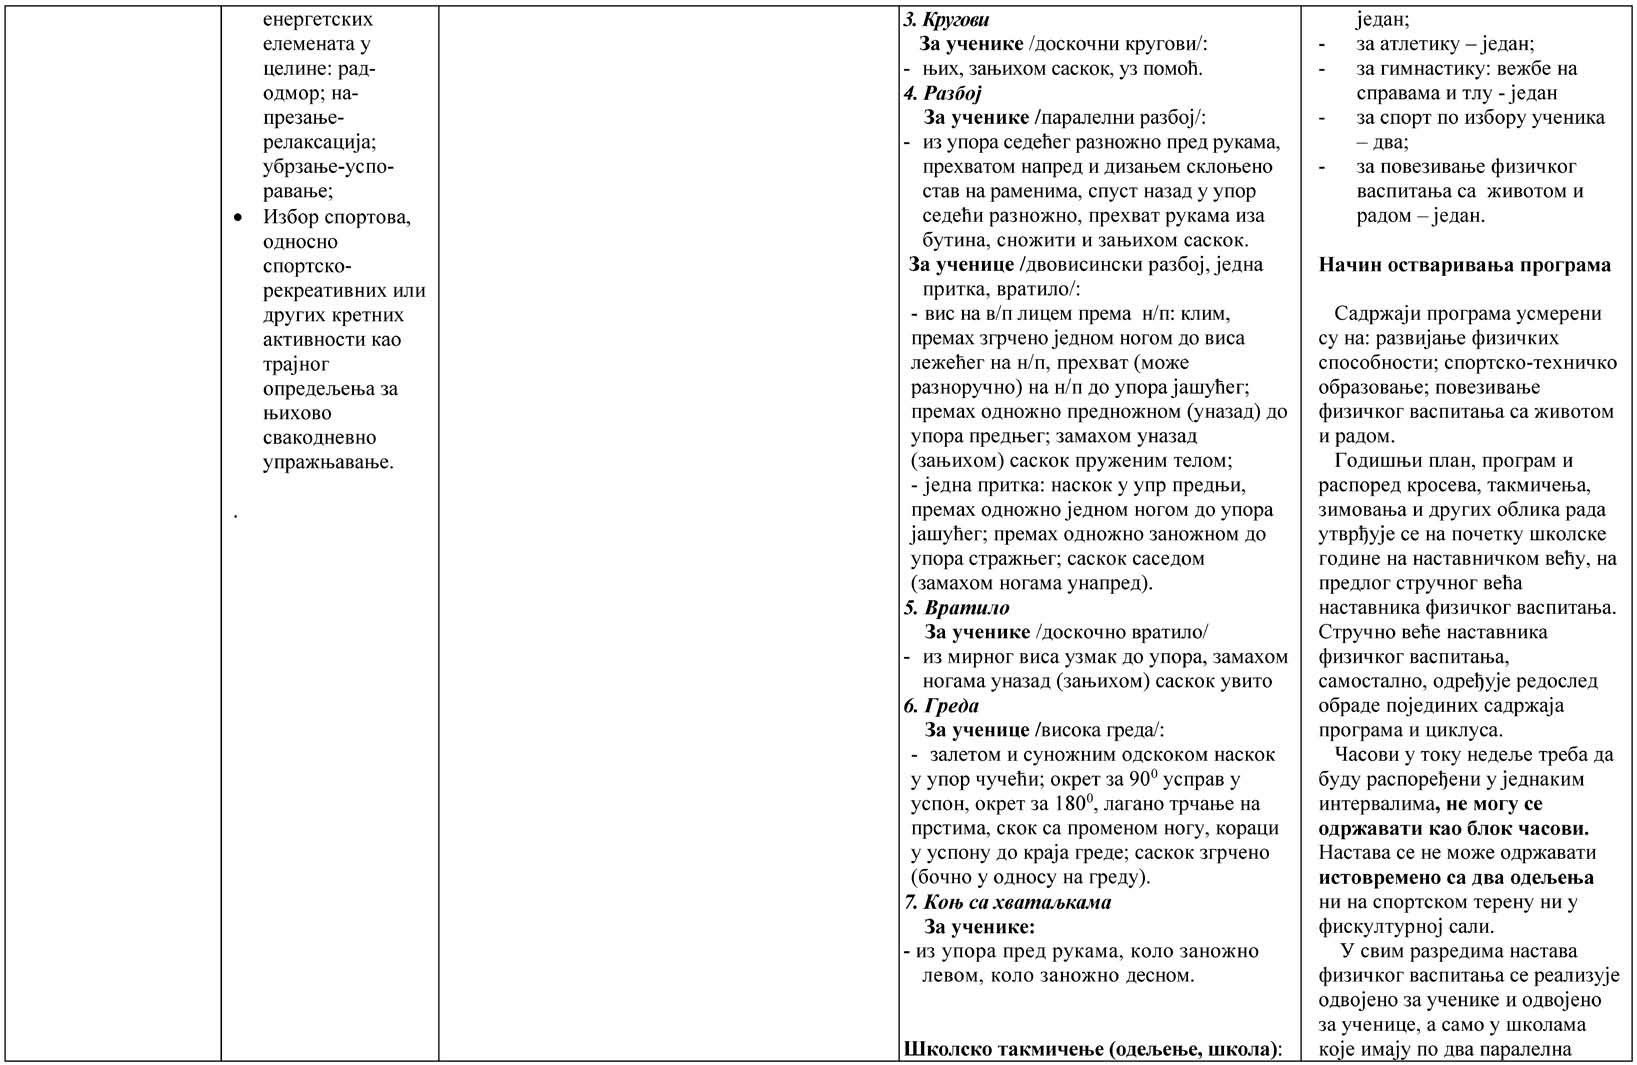 енергетских
елемената у
целине: рад-
одмор; на-
презање-
релаксација;
убрзање-успо-
равање;
• Избор спортова,
односно
спортско-
рекреативних или
других кретних
активности као
трајног
опредељења за
њихово
свакодневно
упражњавање.
.
3. Кругови
За ученике /доскочни кругови/:
- њих, зањихом саскок, уз помоћ.
4. Разбој
За ученике /паралелни разбој/:
- из упора седећег разножно пред рукама,
прехватом напред и дизањем склоњено
став на раменима, спуст назад у упор
седећи разножно, прехват рукама иза
бутина, сножити и зањихом саскок.
За ученице /двовисински разбој, једна
притка, вратило/:
- вис на в/п лицем према н/п: клим,
премах згрчено једном ногом до виса
лежећег на н/п, прехват (може
разноручно) на н/п до упора јашућег;
премах одножно предножном (уназад) до
упора предњег; замахом уназад
(зањихом) саскок пруженим телом;
- једна притка: наскок у упр предњи,
премах одножно једном ногом до упора
јашућег; премах одножно заножном до
упора стражњег; саскок саседом
(замахом ногама унапред).
5. Вратило
За ученике /доскочно вратило/
- из мирног виса узмак до упора, замахом
ногама уназад (зањихом) саскок увито
6. Греда
За ученице /висока греда/:
- залетом и суножним одскоком наскок
у упор чучећи; окрет за 90⁰ усправ у
успон, окрет за 180⁰, лагано трчање на
прстима, скок са променом ногу, кораци
у успону до краја греде; саскок згрчено
(бочно у односу на греду).
7. Коњ са хватаљкама
За ученике:
- из упора пред рукама, коло заножно
левом, коло заножно десном.
Школско такмичење (одељење, школа):
један;
- за атлетику – један;
- за гимнастику: вежбе на
справама и тлу - један
- за спорт по избору ученика
– два;
- за повезивање физичког
васпитања са животом и
радом – један.
Начин остваривања програма
Садржаји програма усмерени
су на: развијање физичких
способности; спортско-техничко
образовање; повезивање
физичког васпитања са животом
и радом.
Годишњи план, програм и
распоред кросева, такмичења,
зимовања и других облика рада
утврђује се на почетку школске
године на наставничком већу, на
предлог стручног већа
наставника физичког васпитања.
Стручно веће наставника
физичког васпитања,
самостално, одређује редослед
обраде појединих садржаја
програма и циклуса.
Часови у току недеље треба да
буду распоређени у једнаким
интервалима, не могу се
одржавати као блок часови.
Настава се не може одржавати
истовремено са два одељења
ни на спортском терену ни у
фискултурној сали.
У свим разредима настава
физичког васпитања се реализује
одвојено за ученике и одвојено
за ученице, а само у школама
које имају по два паралелна